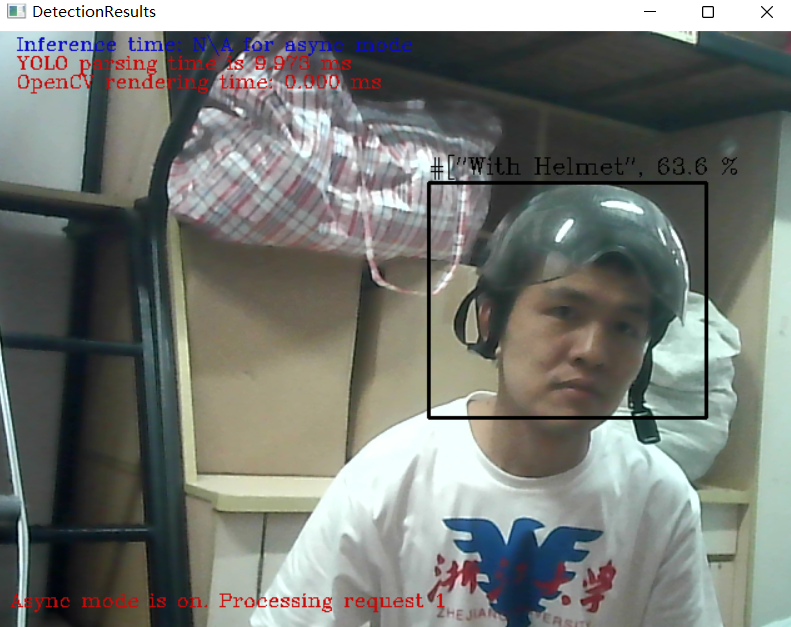 DetectionResults
Inference time: N\A for async mode
YOLO parsing time is 9.975 ms
OpenCV rendering time: 0.000 ms
#["With Helmet", 63.6 %
浙江大学
ZHEJIANG UNIVERSITY
Async mode is on. Processing request 1